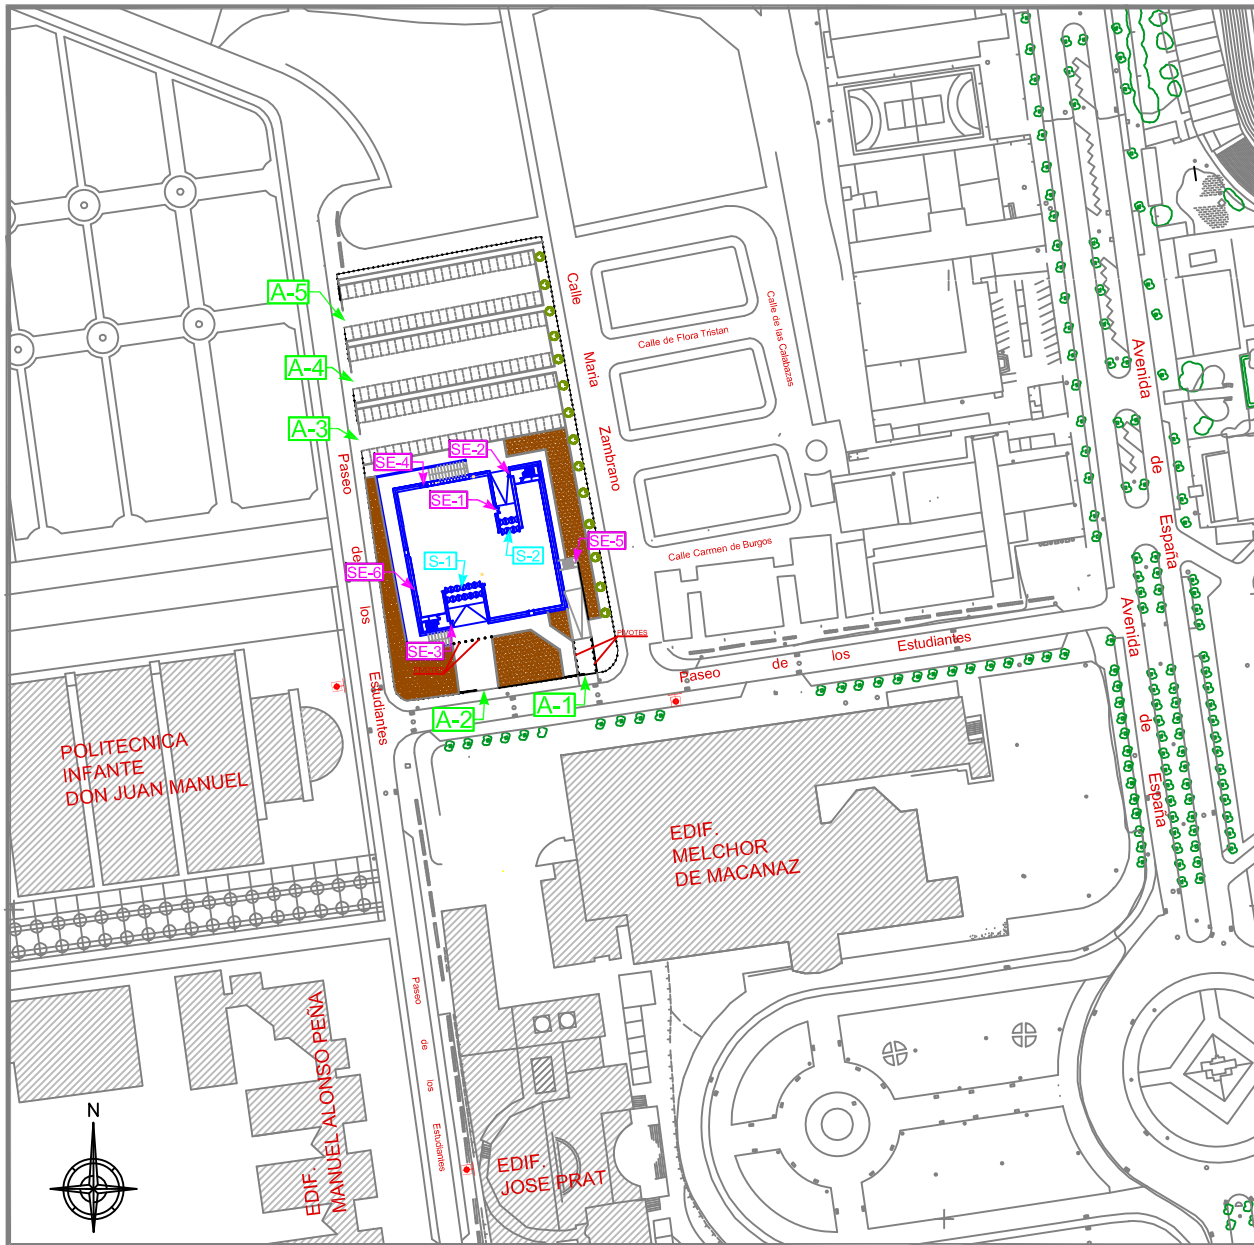 A-5
A-4
A-3
SE-2
SE-4
SE-1
S-1
S-2
SE-5
SE-6
SE-3
PIVOTES
A-2
A-1
Calle
Maria
Zambrano
Calle de Flora Tristan
Calle de las Calabazas
Calle Carmen de Burgos
Avenida
de
España
Avenida
de
España
Paseo
de
los
Estudiantes
Paseo
de
los
Estudiantes
POLITECNICA
INFANTE
DON JUAN MANUEL
EDIF.
MELCHOR
DE MACANAZ
Paseo
de
los
Estudiantes
EDIF.
MANUEL ALONSO PEÑA
EDIF.
JOSE PRAT
N